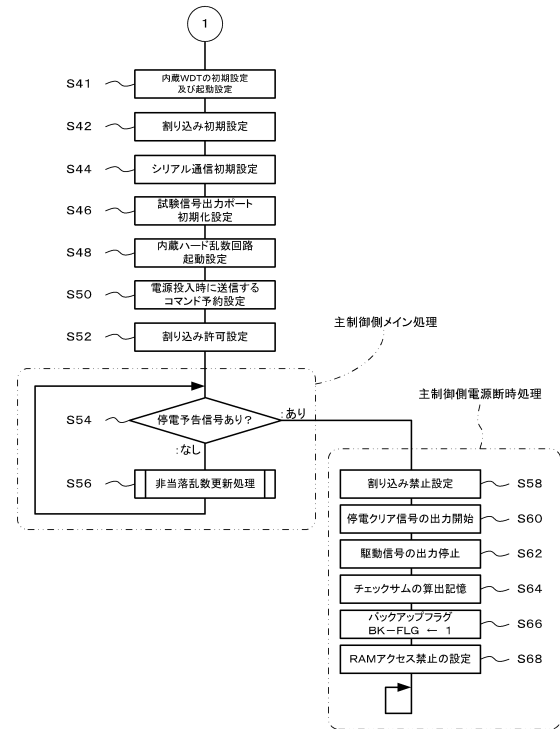 1
S41
内蔵WDTの初期設定
及び起動設定
S42
割り込み初期設定
S44
シリアル通信初期設定
S46
試験信号出力ポート
初期化設定
S48
内蔵ハード乱数回路
起動設定
S50
電源投入時に送信する
コマンド予約設定
S52
割り込み許可設定
主制御側メイン処理
S54
停電予告信号あり?
:あり
:なし
S56
非当落乱数更新処理
主制御側電源断時処理
割り込み禁止設定
S58
停電クリア信号の出力開始
S60
駆動信号の出力停止
S62
チェックサムの算出記憶
S64
バックアップフラグ
BK-FLG ← 1
S66
RAMアクセス禁止の設定
S68